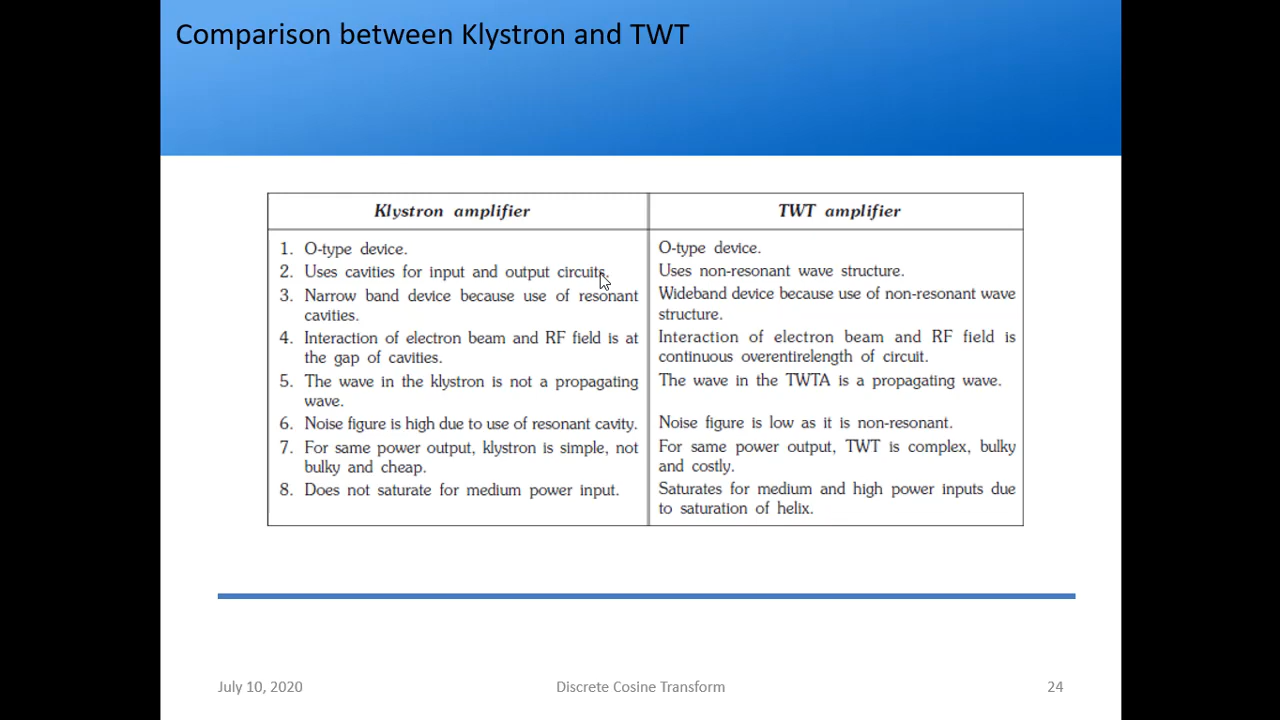 Comparison between Klystron and TWT
Klystron amplifier
TWT amplifier
1. O-type device.
O-type device.
2. Uses cavities for input and output circuits.
Uses non-resonant wave structure.
3. Narrow band device because use of resonant
cavities.
Wideband device because use of non-resonant wave
structure.
4. Interaction of electron beam and RF field is at
the gap of cavities.
Interaction of electron beam and RF field is
continuous overentirelength of circuit.
5. The wave in the klystron is not a propagating
wave.
The wave in the TWTA is a propagating wave.
6. Noise figure is high due to use of resonant cavity.
Noise figure is low as it is non-resonant.
7. For same power output, klystron is simple, not
bulky and cheap.
For same power output, TWT is complex, bulky
and costly.
8. Does not saturate for medium power input.
Saturates for medium and high power inputs due
to saturation of helix.
July 10, 2020
Discrete Cosine Transform
24